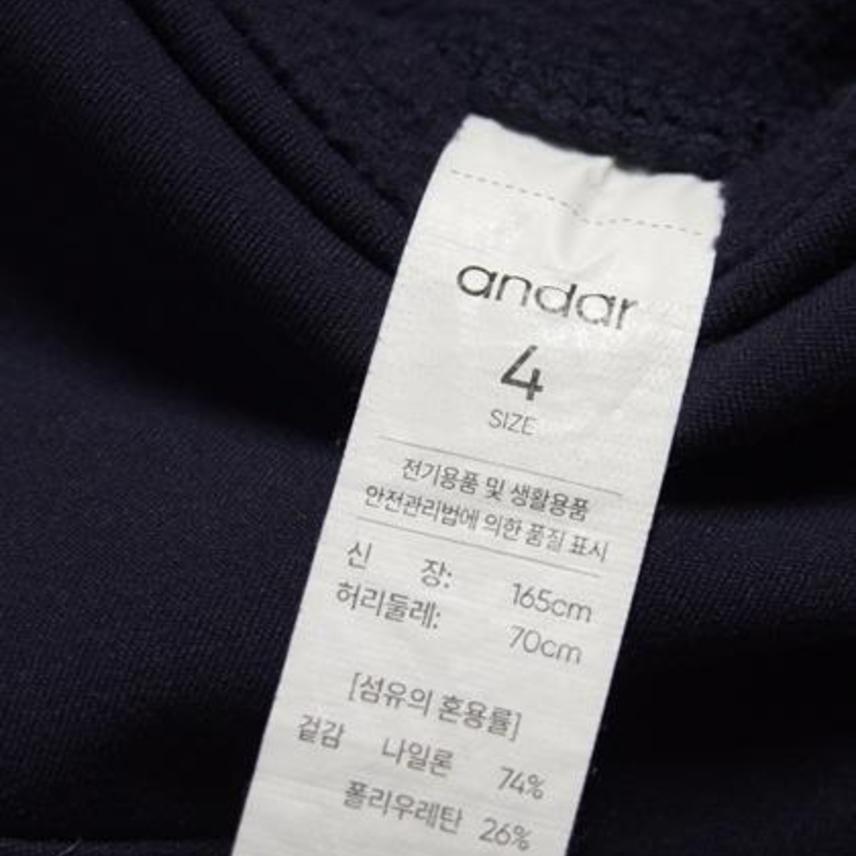 andar
4
SIZE
전기용품 및 생활용품
안전관리법에 의한 품질 표시
신 장: 165cm
허리둘레: 70cm
[섬유의 혼용률]
겉감 나일론 74%
폴리우레탄 26%